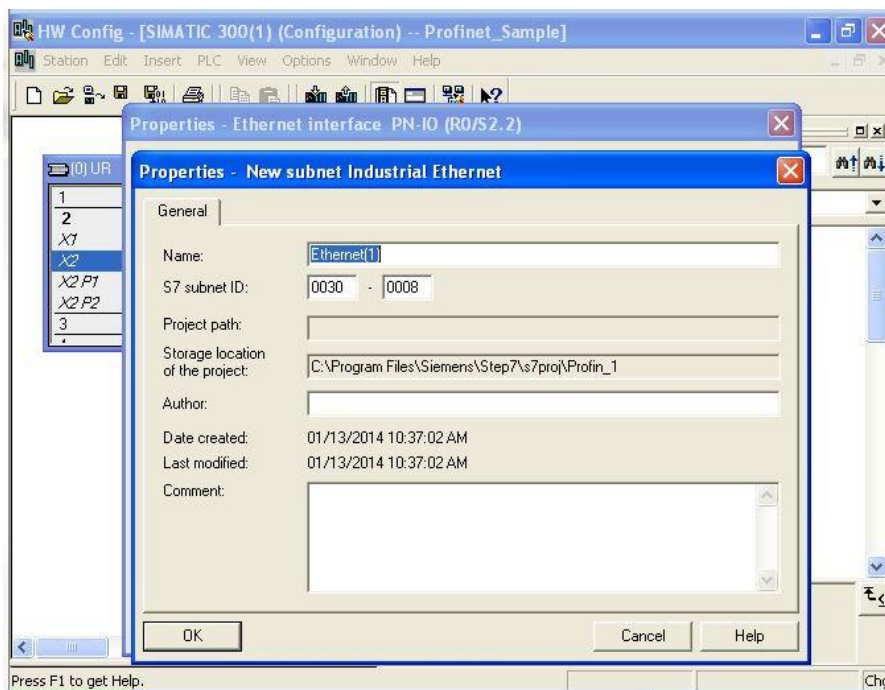 HW Config - [SIMATIC 300(1) (Configuration) -- Profinet_Sample]
Station Edit Insert PLC View Options Window Help
Properties - Ethernet interface PN-IO (R0/S2.2)
(0) UR
Properties - New subnet Industrial Ethernet
1
2
X1
X2
X2 P1
X2 P2
3
General
Name: Ethernet(1)
S7 subnet ID: 0030 - 0008
Project path:
Storage location
of the project: C:\Program Files\Siemens\Step7\s7proj\Profin_1
Author:
Date created: 01/13/2014 10:37:02 AM
Last modified: 01/13/2014 10:37:02 AM
Comment:
OK Cancel Help
Press F1 to get Help.